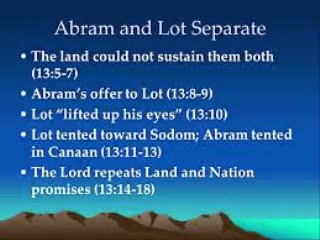 Abram and Lot Separate
• The land could not sustain them both
(13:5-7)
• Abram's offer to Lot (13:8-9)
• Lot “lifted up his eyes” (13:10)
• Lot tented toward Sodom; Abram tented
in Canaan (13:11-13)
• The Lord repeats Land and Nation
promises (13:14-18)